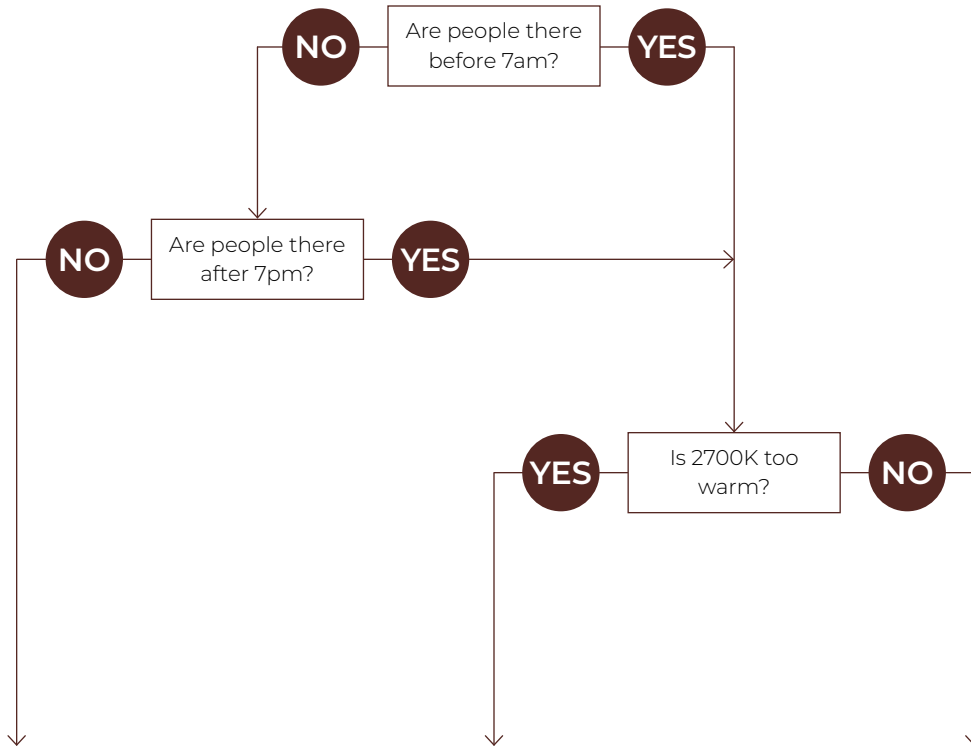 NO
Are people there
before 7am?
YES
NO
Are people there
after 7pm?
YES
YES
Is 2700K too
warm?
NO